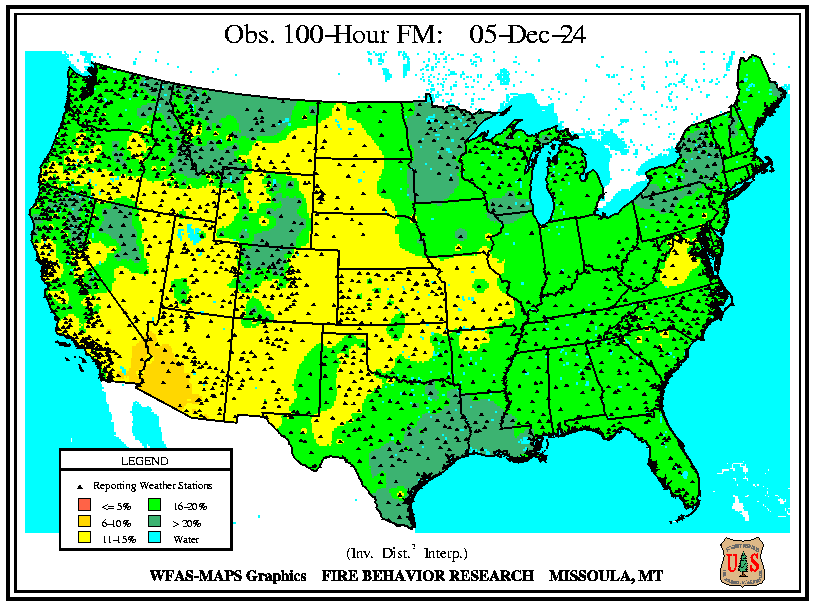 Obs. 100-Hour FM: 05-Dec-24
LEGEND
Reporting Weather Stations
<= 5% 16-20%
6-10% > 20%
11-15% Water
(Inv. Dist.² Interp.)
WFAS-MAPS Graphics FIRE BEHAVIOR RESEARCH MISSOULA, MT
U S